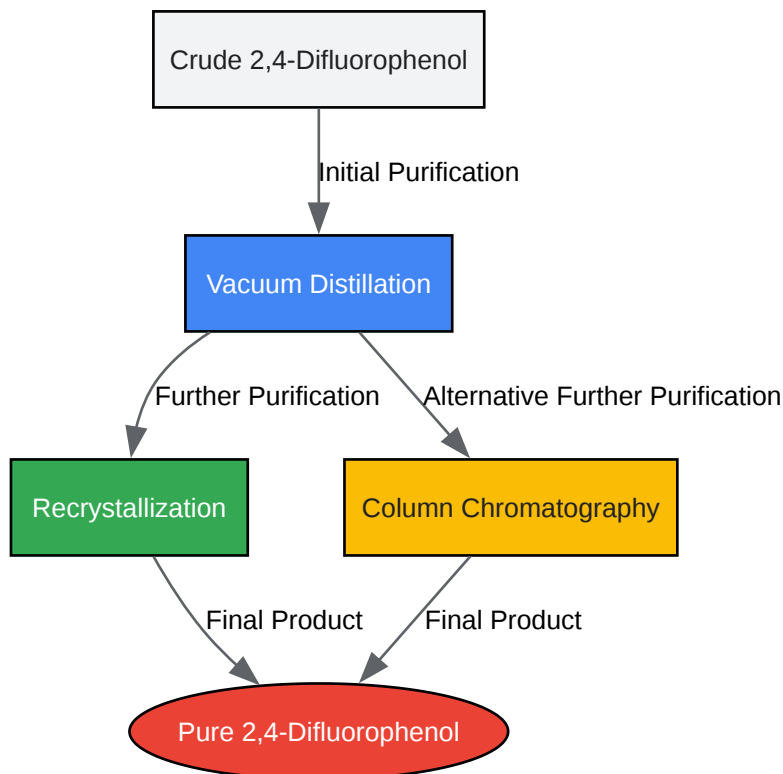 Crude 2,4-Difluorophenol
Initial Purification
Vacuum Distillation
Further Purification
Alternative Further Purification
Recrystallization
Column Chromatography
Final Product
Final Product
Pure 2,4-Difluorophenol